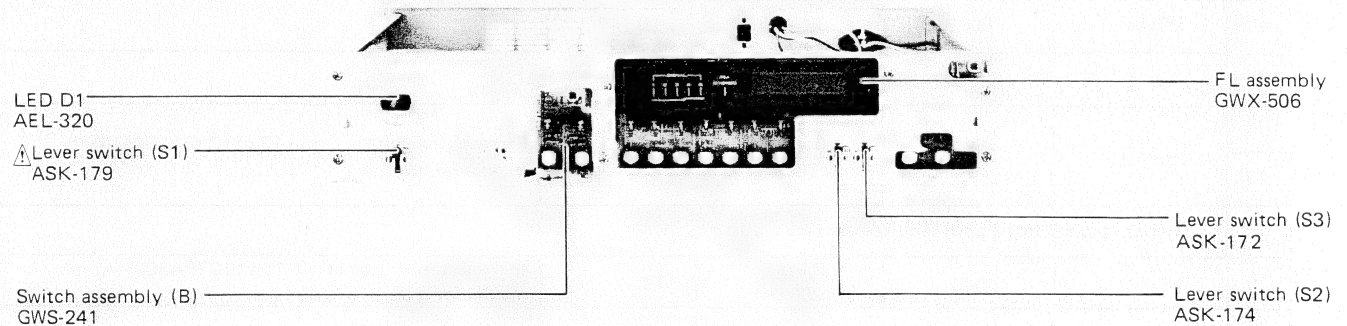 LED D1
AEL-320
⚠Lever switch (S1)
ASK-179
Switch assembly (B)
GWS-241
FL assembly
GWX-506
Lever switch (S3)
ASK-172
Lever switch (S2)
ASK-174